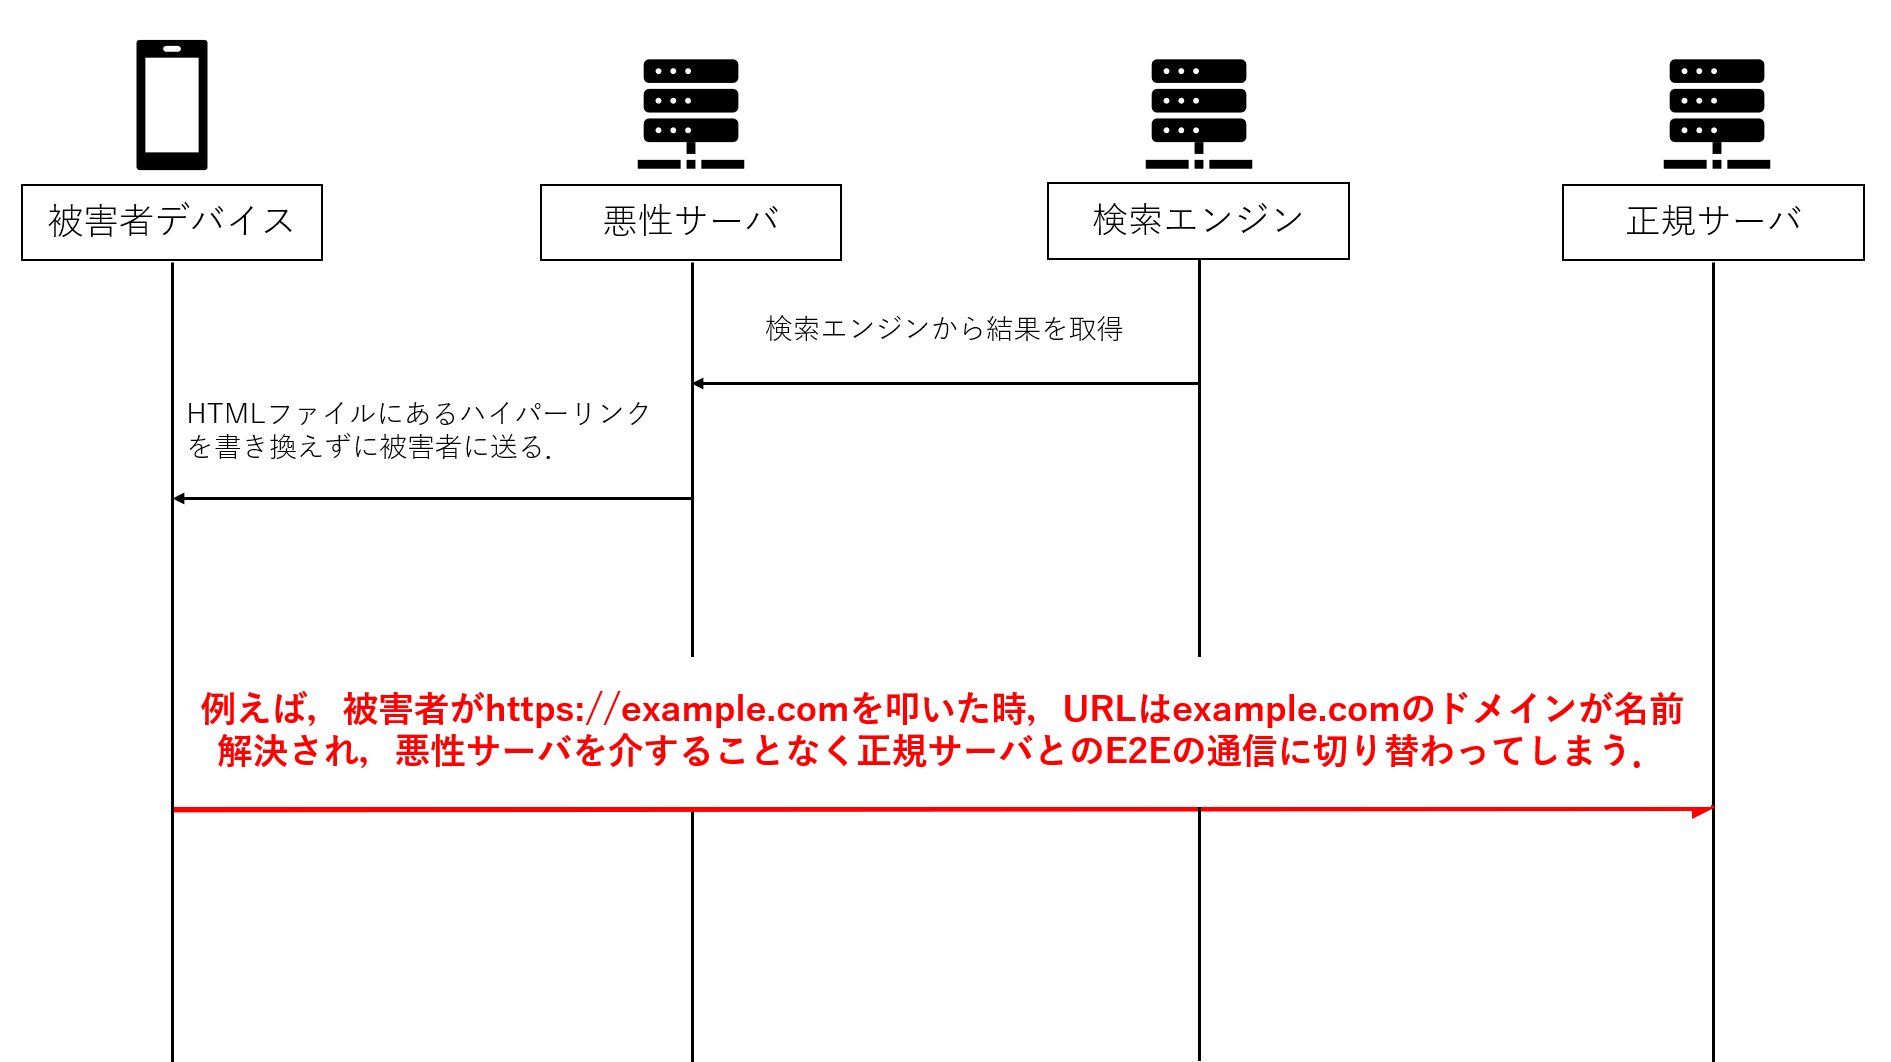 被害者デバイス
悪性サーバ
検索エンジン
正規サーバ
検索エンジンから結果を取得
HTMLファイルにあるハイパーリンク
を書き換えずに被害者に送る．
例えば，被害者がhttps://example.comを叩いた時，URLはexample.comのドメインが名前
解決され，悪性サーバを介することなく正規サーバとのE2Eの通信に切り替わってしまう．